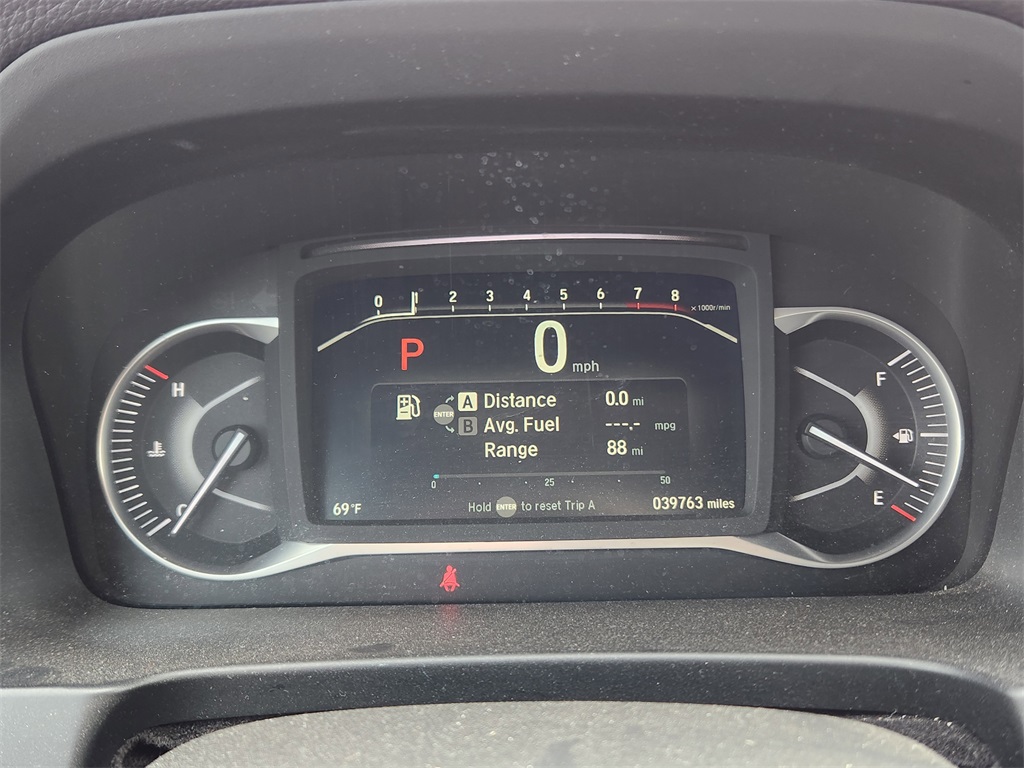 0 1 2 3 4 5 6 7 8 ×1000r/min
P 0 mph
H
F
ENTER A Distance 0.0 mi
B Avg. Fuel ---.- mpg
Range 88 mi
0 25 50
C
E
69°F Hold ENTER to reset Trip A 039763 miles